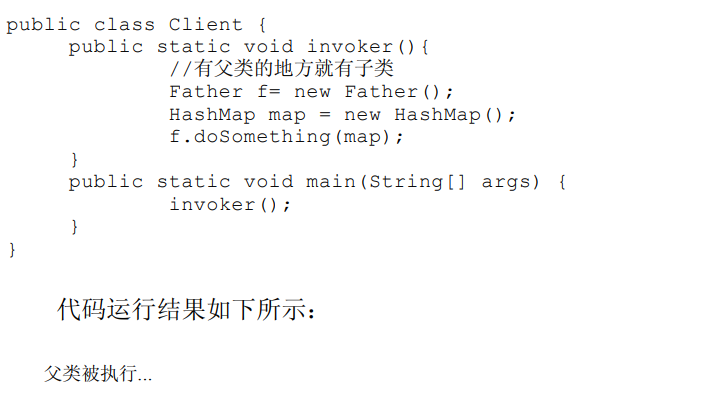 public class Client {
public static void invoker(){
//有父类的地方就有子类
Father f= new Father();
HashMap map = new HashMap();
f.doSomething(map);
}
public static void main(String[] args) {
invoker();
}
}
代码运行结果如下所示：
父类被执行...